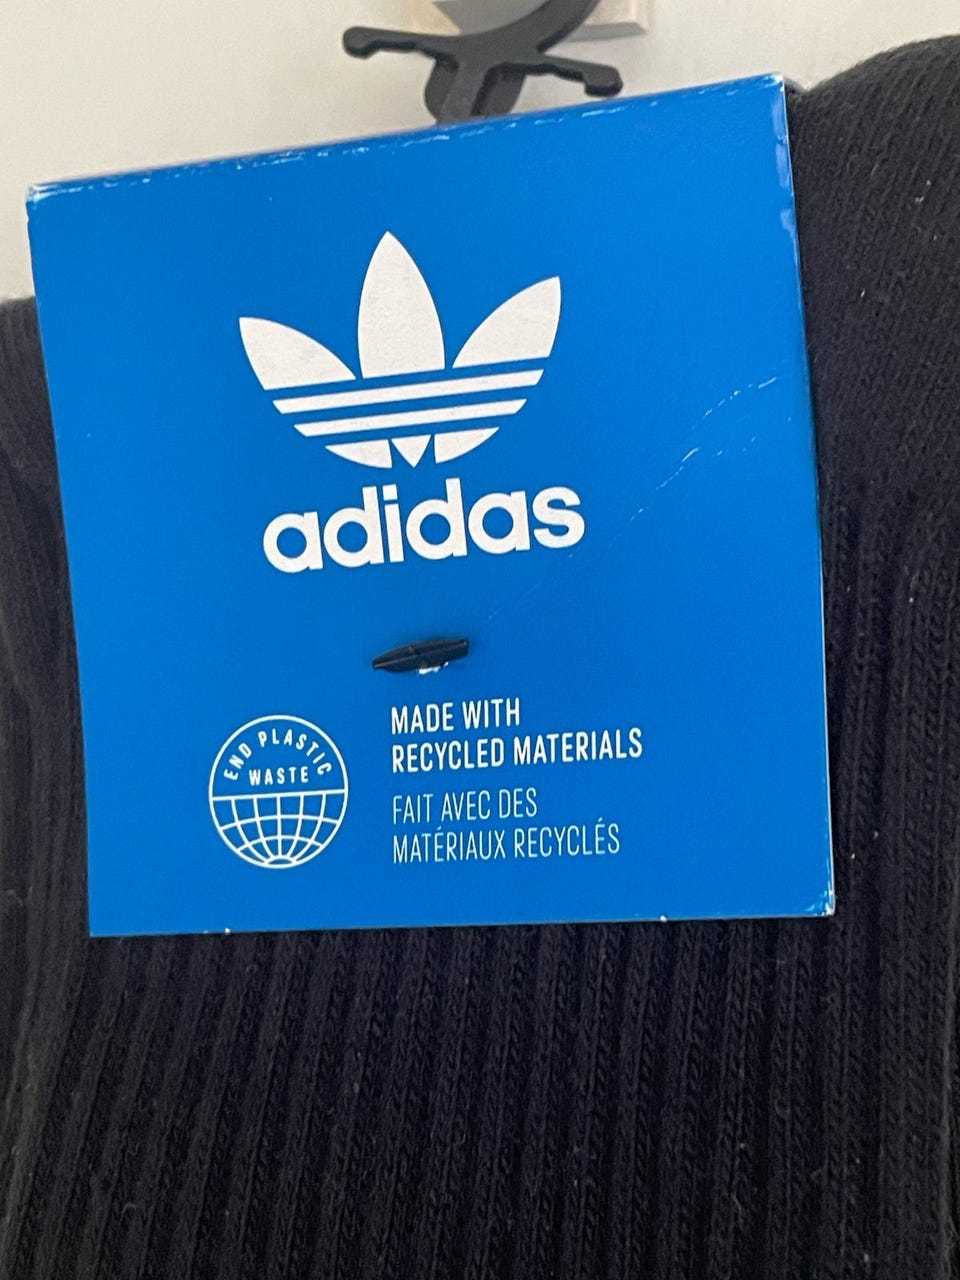 adidas
END PLASTIC
WASTE
MADE WITH
RECYCLED MATERIALS
FAIT AVEC DES
MATÉRIAUX RECYCLÉS